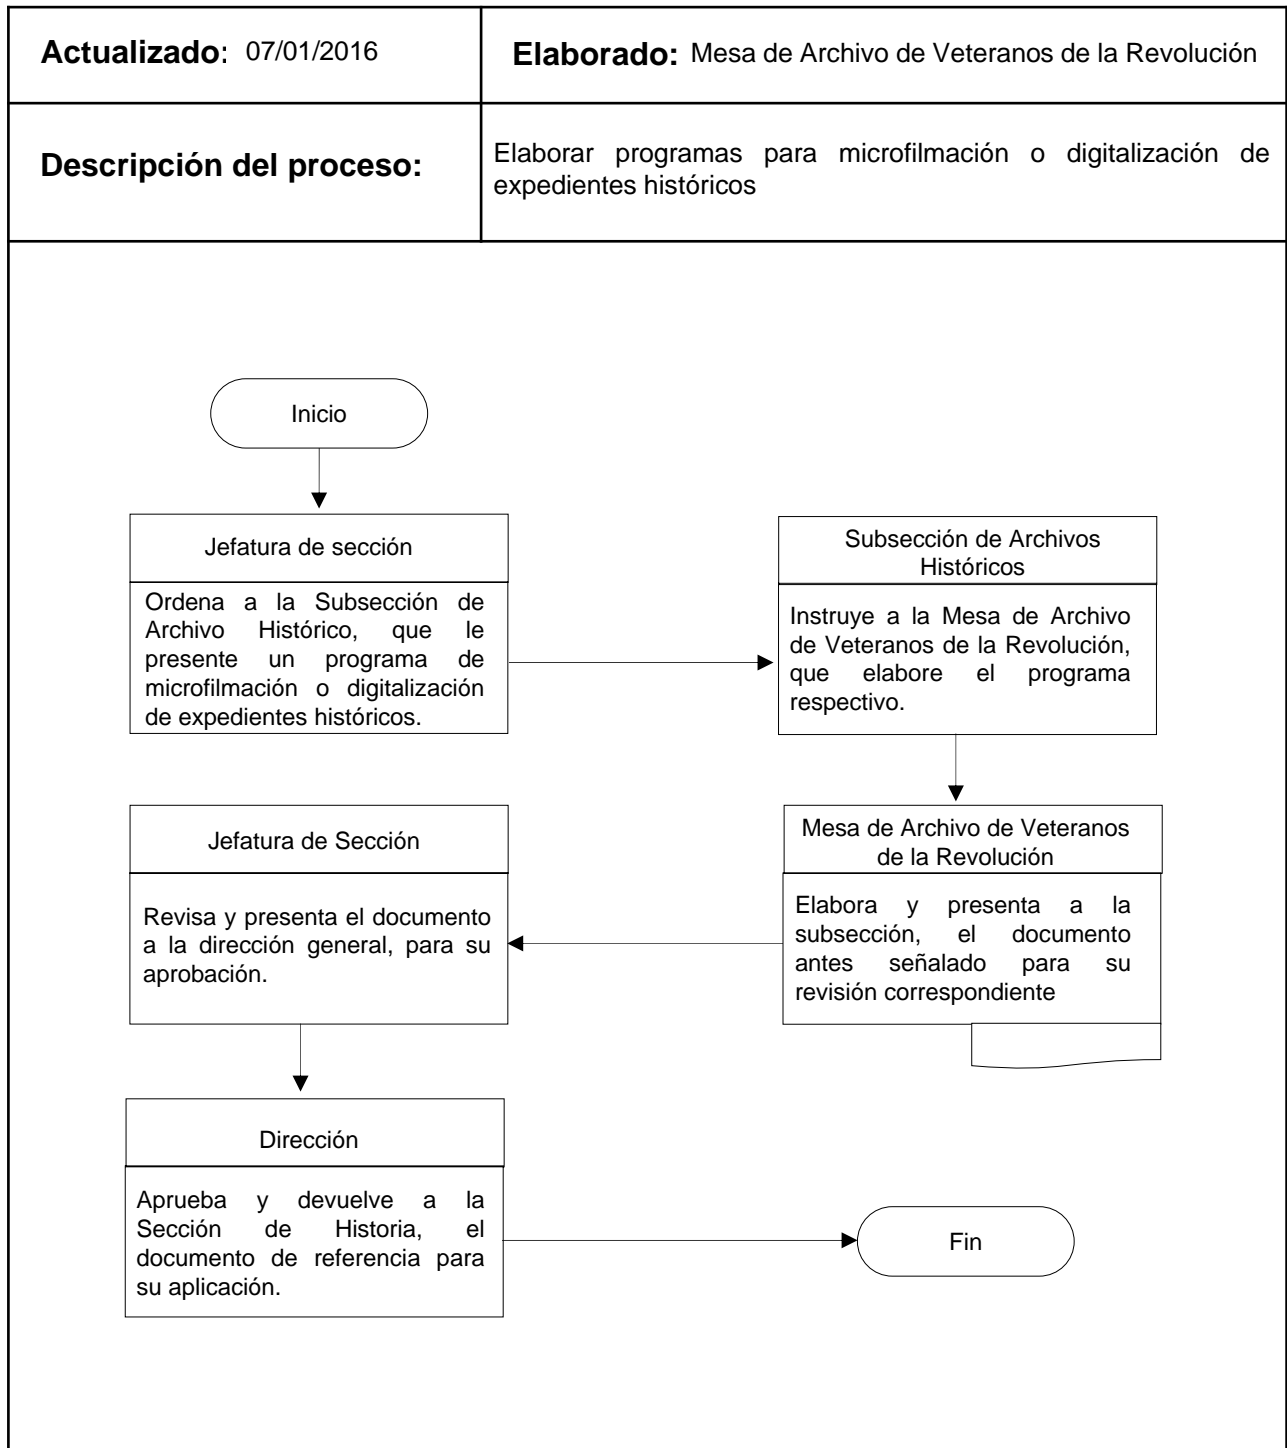 Actualizado: 07/01/2016
Elaborado: Mesa de Archivo de Veteranos de la Revolución
Descripción del proceso:
Elaborar programas para microfilmación o digitalización de
expedientes históricos
Inicio
Jefatura de sección
Ordena a la Subsección de
Archivo Histórico, que le
presente un programa de
microfilmación o digitalización
de expedientes históricos.
Subsección de Archivos
Históricos
Instruye a la Mesa de Archivo
de Veteranos de la Revolución,
que elabore el programa
respectivo.
Mesa de Archivo de Veteranos
de la Revolución
Elabora y presenta a la
subsección, el documento
antes señalado para su
revisión correspondiente
Jefatura de Sección
Revisa y presenta el documento
a la dirección general, para su
aprobación.
Dirección
Aprueba y devuelve a la
Sección de Historia, el
documento de referencia para
su aplicación.
Fin